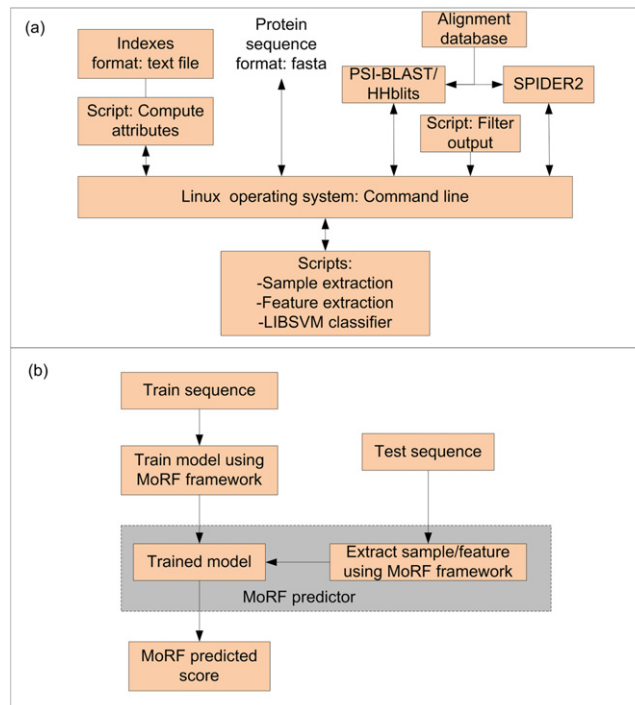 (a)
Indexes
format: text file
Protein
sequence
format: fasta
Alignment
database
PSI-BLAST/
HHblits
SPIDER2
Script: Compute
attributes
Script: Filter
output
Linux operating system: Command line
Scripts:
-Sample extraction
-Feature extraction
-LIBSVM classifier
(b)
Train sequence
Train model using
MoRF framework
Test sequence
Trained model
Extract sample/feature
using MoRF framework
MoRF predictor
MoRF predicted
score